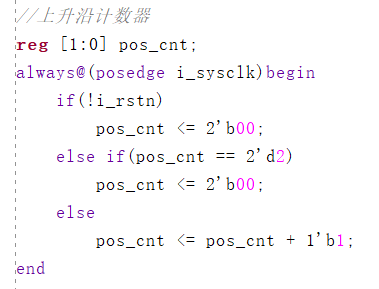 //上升沿计数器
reg [1:0] pos_cnt;
always@(posedge i_sysclk)begin
    if(!i_rstn)
        pos_cnt <= 2'b00;
    else if(pos_cnt == 2'd2)
        pos_cnt <= 2'b00;
    else
        pos_cnt <= pos_cnt + 1'b1;
end